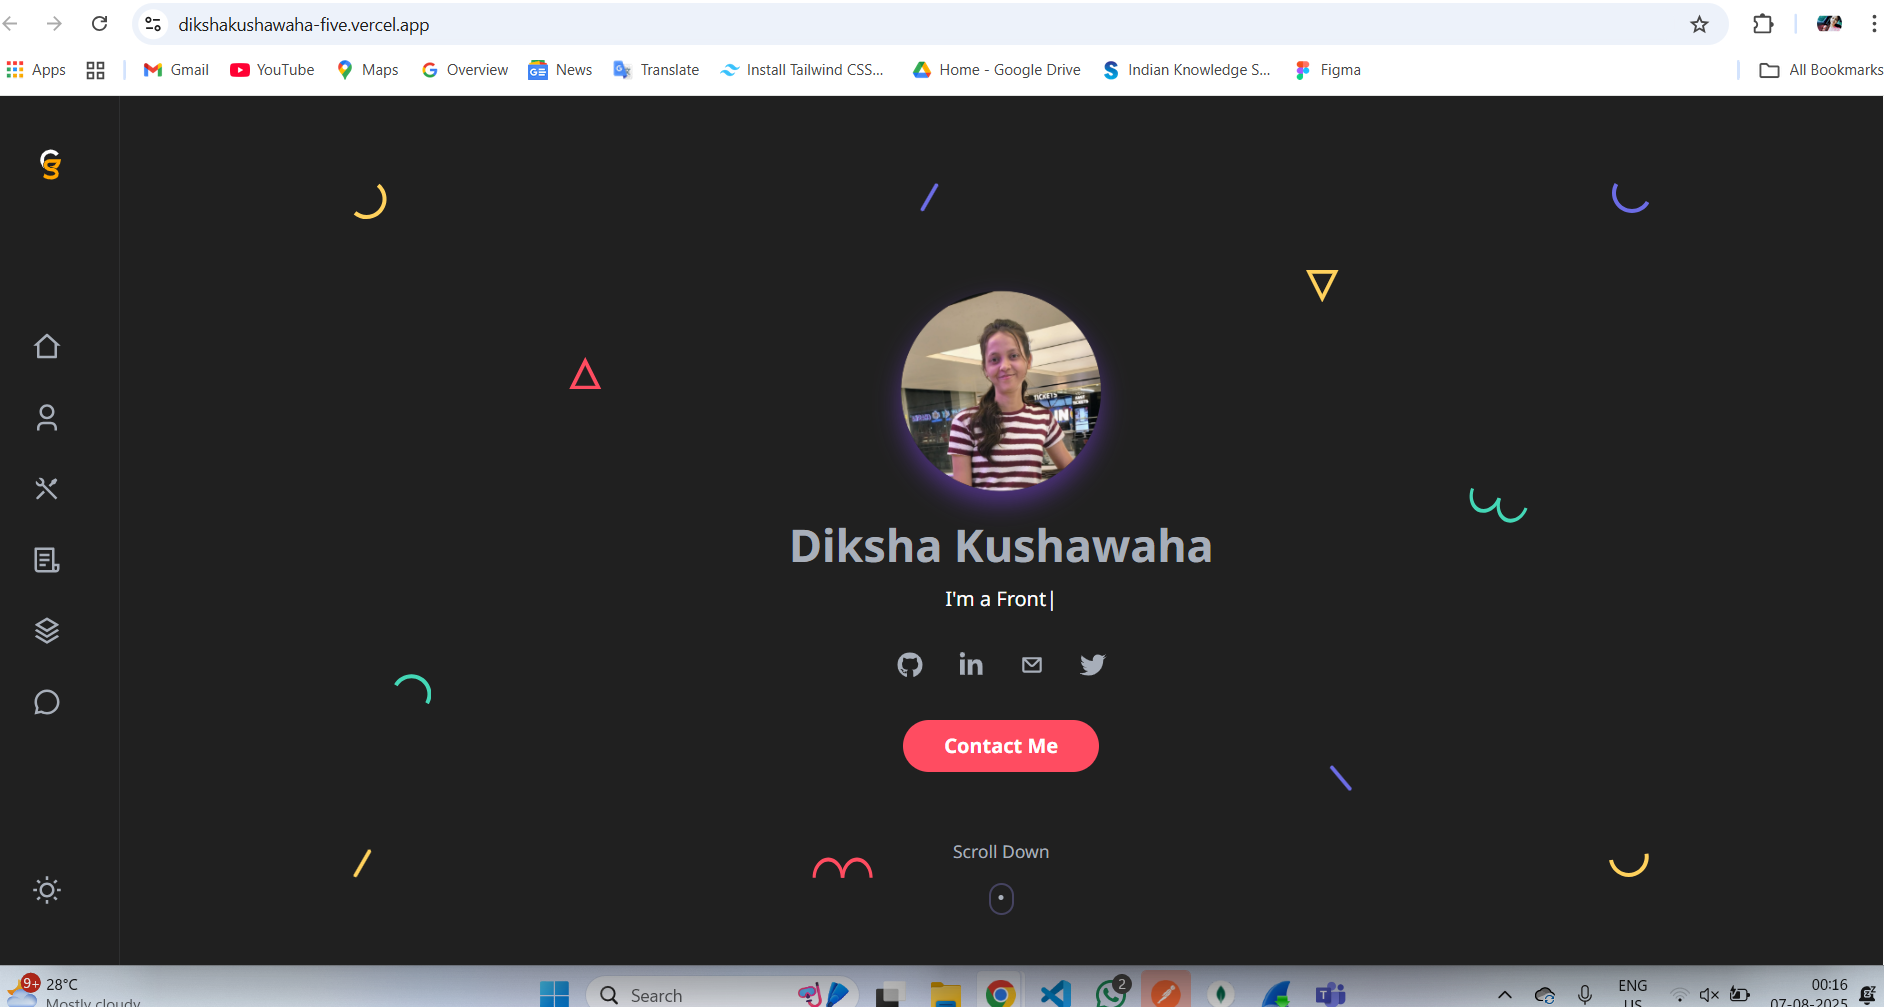 dikshakushawaha-five.vercel.app
Apps Gmail YouTube Maps Overview News Translate Install Tailwind CSS... Home - Google Drive Indian Knowledge S... Figma All Bookmarks
TICKETS
Diksha Kushawaha
I'm a Front|
in
Contact Me
Scroll Down
9+ 28°C
Mostly cloudy
Search
2
ENG
US
00:16
07-08-2025